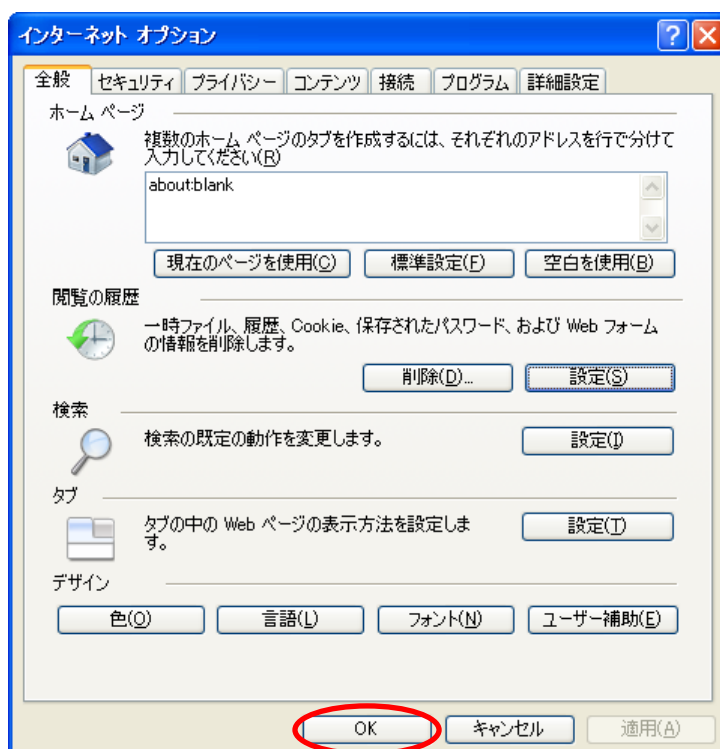 インターネット オプション
全般 セキュリティ プライバシー コンテンツ 接続 プログラム 詳細設定
ホーム ページ
複数のホーム ページのタブを作成するには、それぞれのアドレスを行で分けて
入力してください(R)
about:blank
現在のページを使用(C) 標準設定(F) 空白を使用(B)
閲覧の履歴
一時ファイル、履歴、Cookie、保存されたパスワード、および Web フォーム
の情報を削除します。
削除(D)... 設定(S)
検索
検索の既定の動作を変更します。 設定(I)
タブ
タブの中の Web ページの表示方法を設定しま
す。
設定(T)
デザイン
色(O) 言語(L) フォント(N) ユーザー補助(E)
OK キャンセル 適用(A)